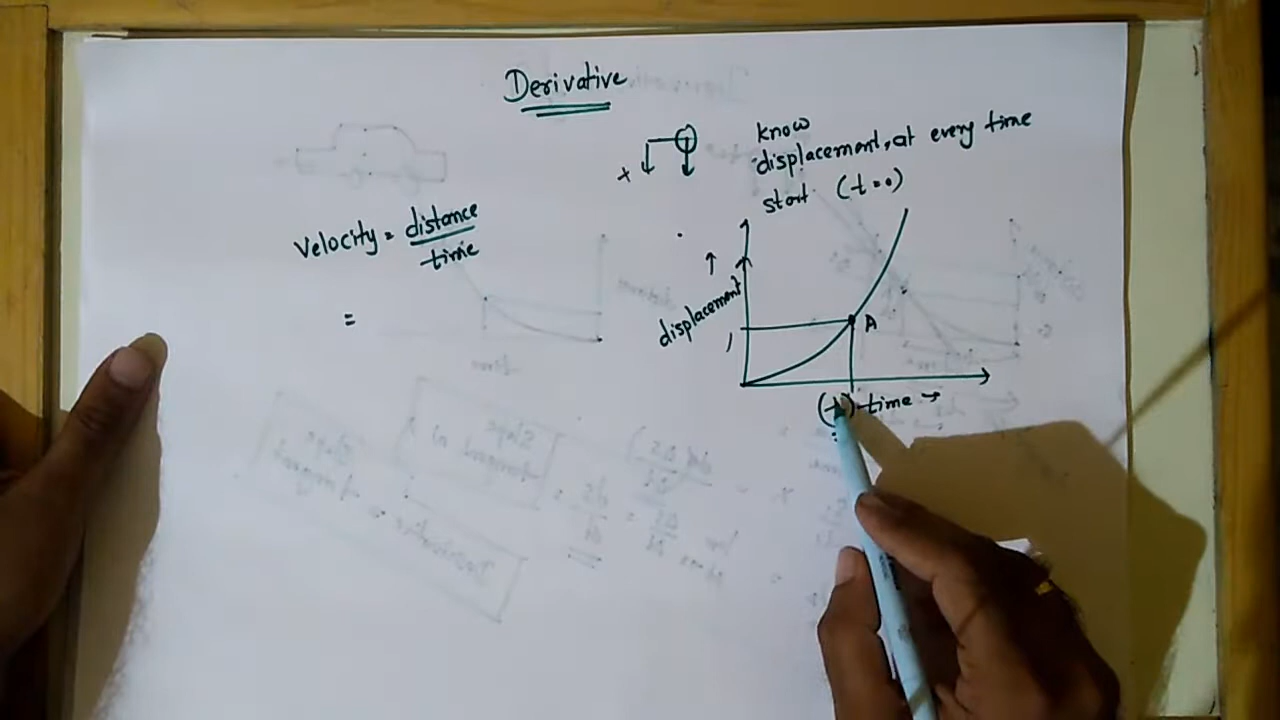 Derivative
know
displacement, at every time
start (t=0)
+
Velocity = distance
time
=
displacement
A
(t) time